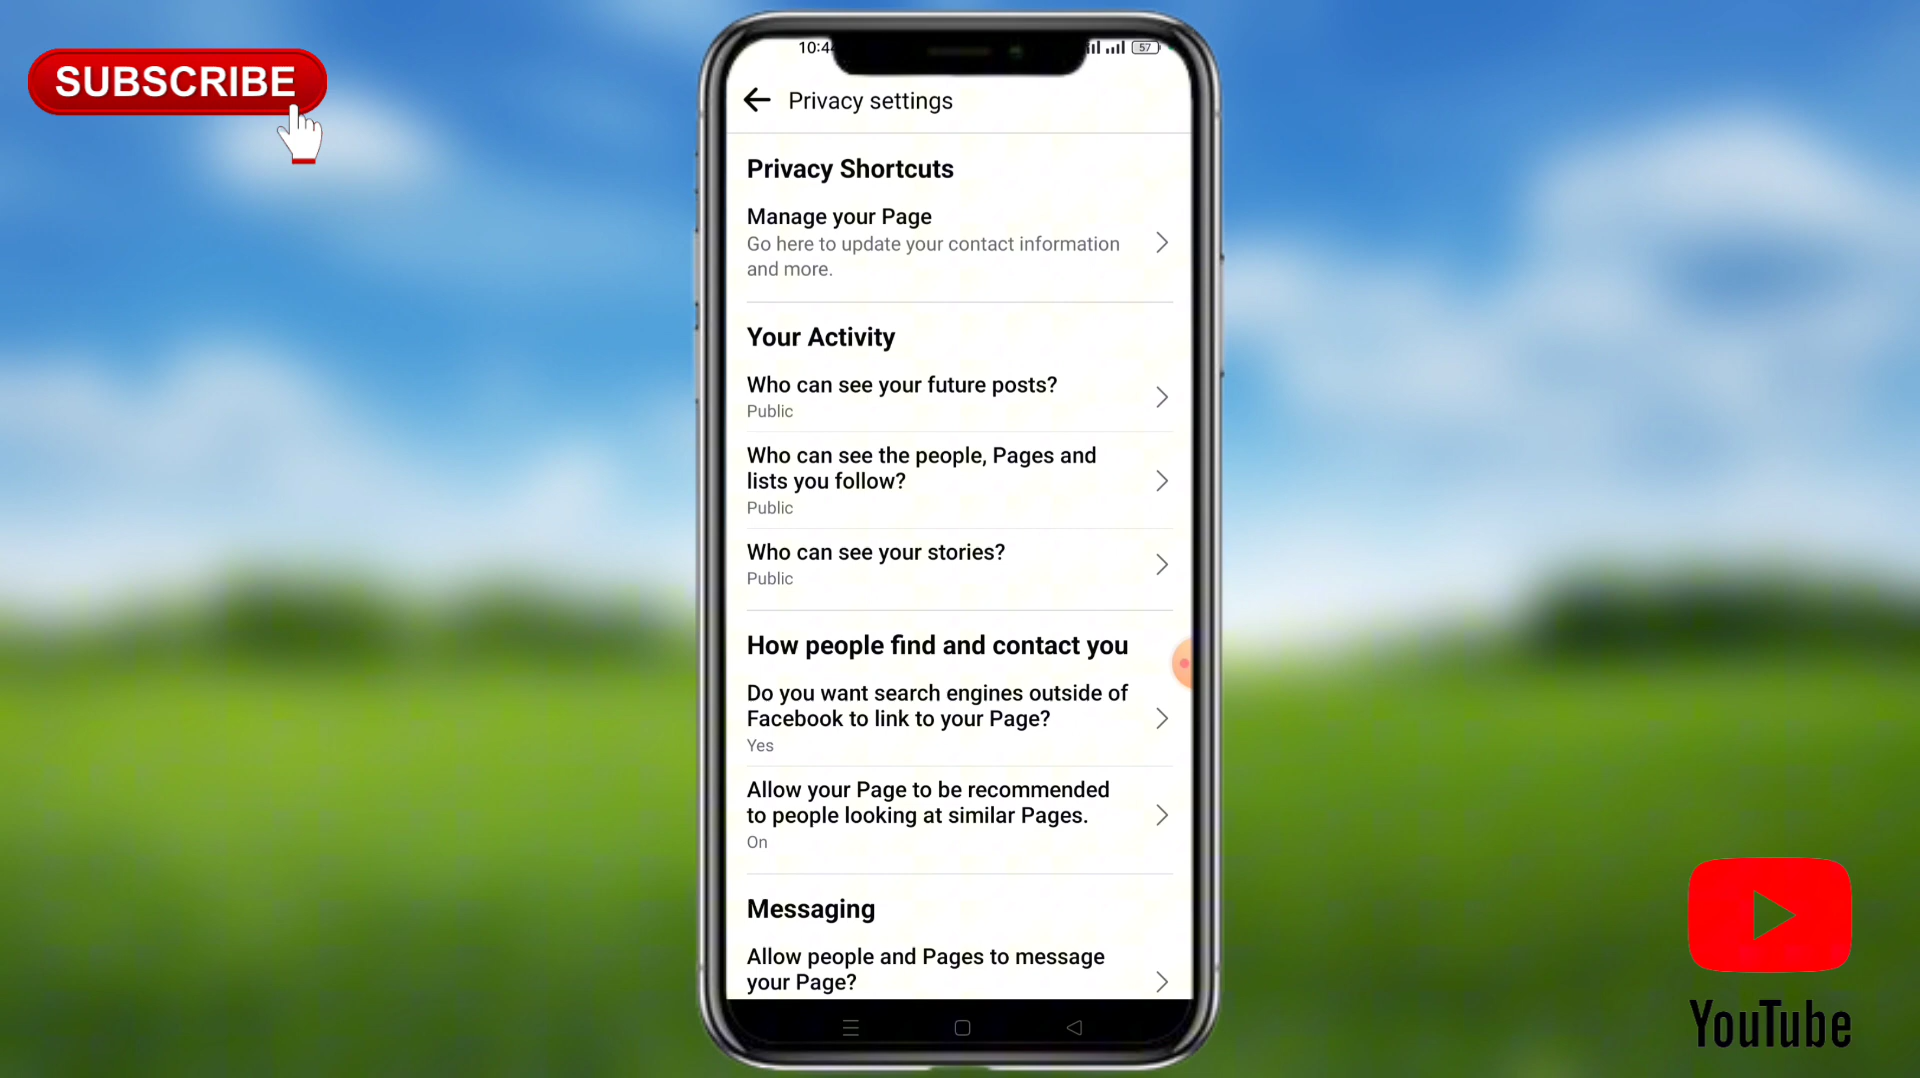 SUBSCRIBE
10:44
57
Privacy settings
Privacy Shortcuts
Manage your Page
Go here to update your contact information
and more.
Your Activity
Who can see your future posts?
Public
Who can see the people, Pages and
lists you follow?
Public
Who can see your stories?
Public
How people find and contact you
Do you want search engines outside of
Facebook to link to your Page?
Yes
Allow your Page to be recommended
to people looking at similar Pages.
On
Messaging
Allow people and Pages to message
your Page?
YouTube